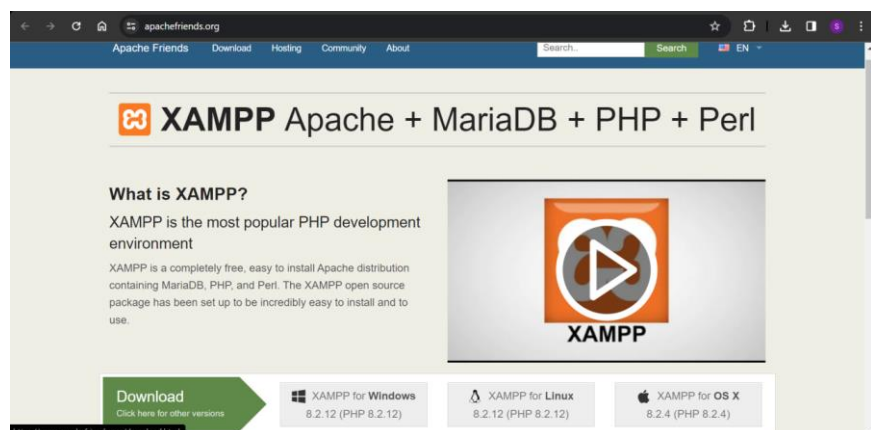 apachefriends.org
Apache Friends Download Hosting Community About Search... Search EN
XAMPP Apache + MariaDB + PHP + Perl
What is XAMPP?
XAMPP is the most popular PHP development
environment
XAMPP is a completely free, easy to install Apache distribution
containing MariaDB, PHP, and Perl. The XAMPP open source
package has been set up to be incredibly easy to install and to
use.
XAMPP
Download
Click here for other versions
XAMPP for Windows
8.2.12 (PHP 8.2.12)
XAMPP for Linux
8.2.12 (PHP 8.2.12)
XAMPP for OS X
8.2.4 (PHP 8.2.4)